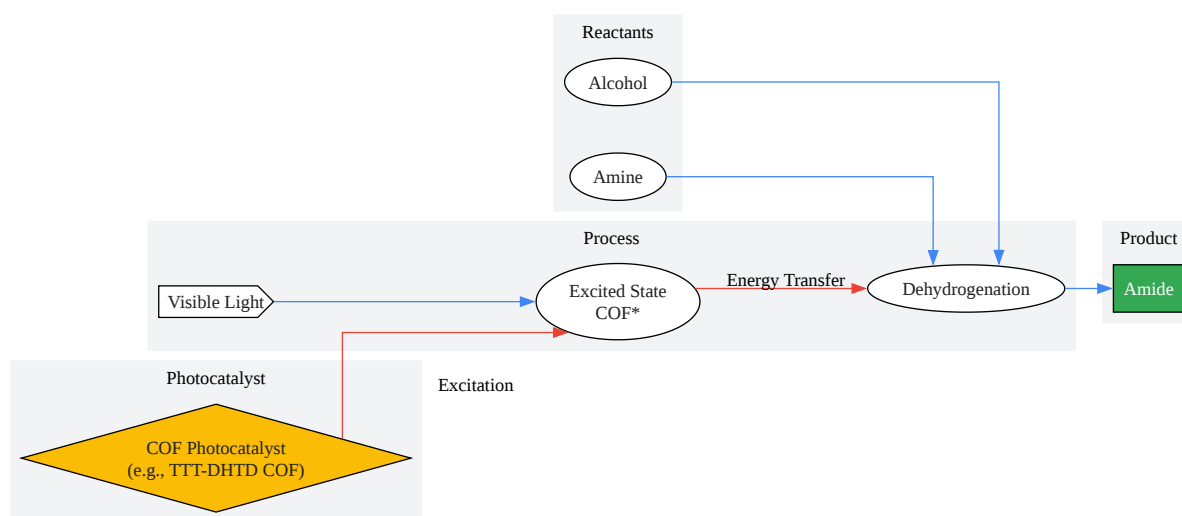 Reactants
Alcohol
Amine
Process
Product
Visible Light
Excited State
COF*
Energy Transfer
Dehydrogenation
Amide
Photocatalyst
Excitation
COF Photocatalyst
(e.g., TTT-DHTD COF)